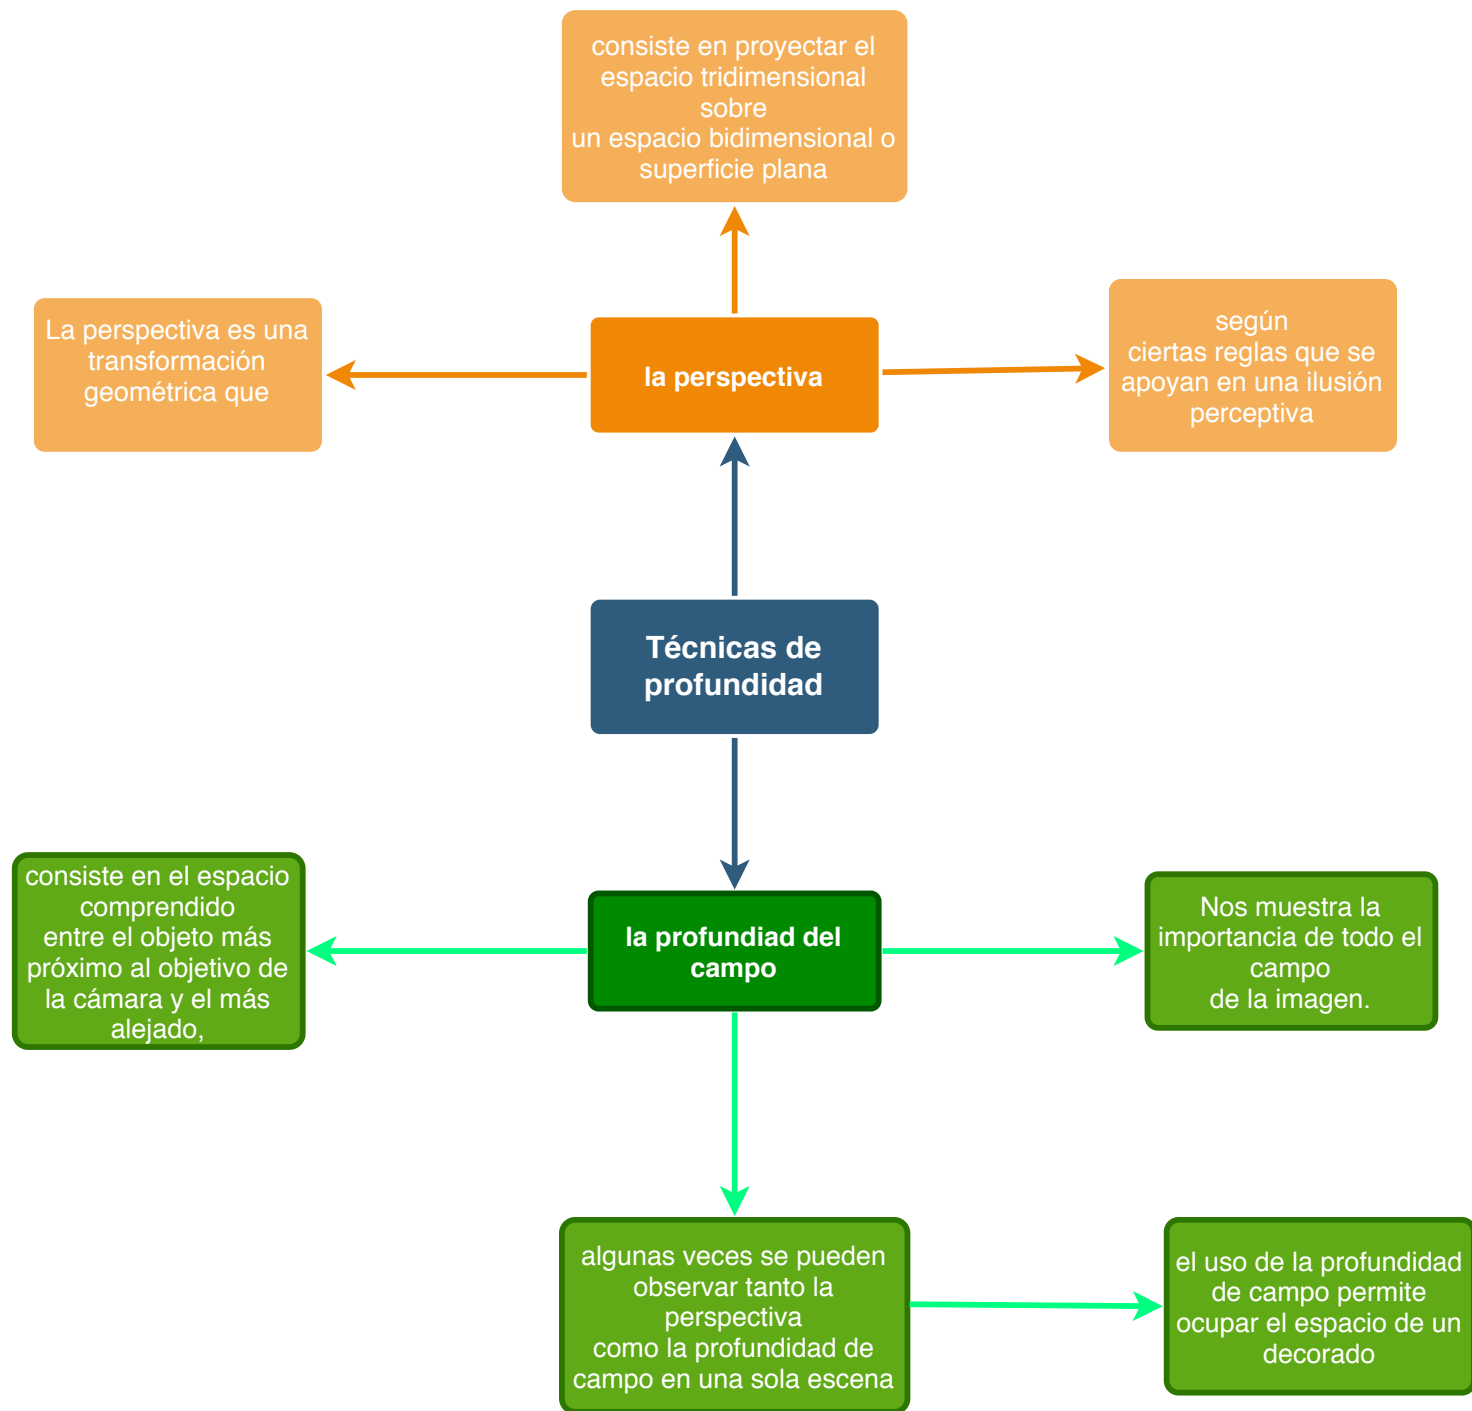 consiste en proyectar el
espacio tridimensional
sobre
un espacio bidimensional o
superficie plana
La perspectiva es una
transformación
geométrica que
la perspectiva
según
ciertas reglas que se
apoyan en una ilusión
perceptiva
Técnicas de
profundidad
consiste en el espacio
comprendido
entre el objeto más
próximo al objetivo de
la cámara y el más
alejado,
la profundiad del
campo
Nos muestra la
importancia de todo el
campo
de la imagen.
algunas veces se pueden
observar tanto la
perspectiva
como la profundidad de
campo en una sola escena
el uso de la profundidad
de campo permite
ocupar el espacio de un
decorado